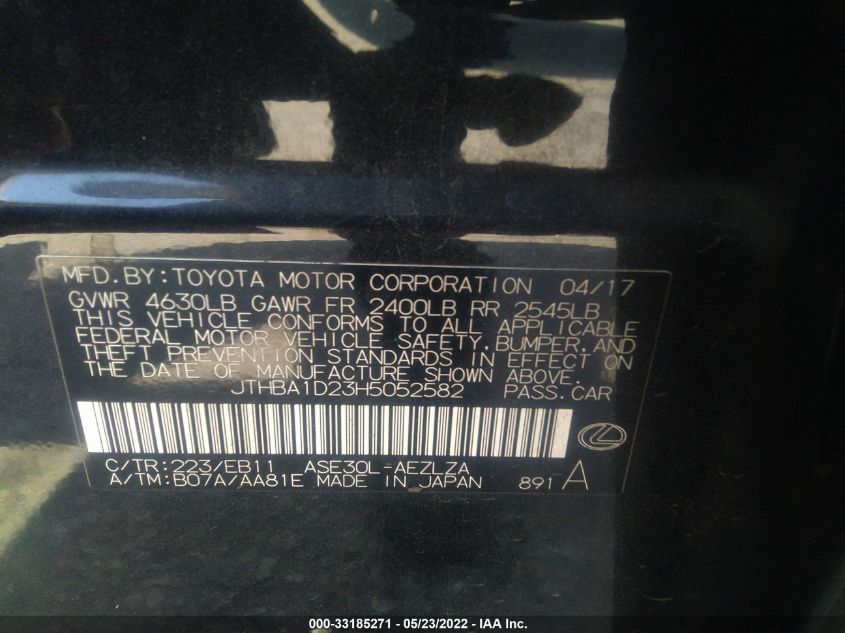 MFD.BY:TOYOTA MOTOR CORPORATION 04/17
GVWR 4630LB GAWR FR 2400LB RR 2545LB
THIS VEHICLE CONFORMS TO ALL APPLICABLE
FEDERAL MOTOR VEHICLE SAFETY, BUMPER, AND
THEFT PREVENTION STANDARDS IN EFFECT ON
THE DATE OF MANUFACTURE SHOWN ABOVE.
JTHBA1D23H5052582 PASS.CAR
C/TR:223/EB11 ASE30L-AEZLZA
A/TM:B07A/AA81E MADE IN JAPAN 891 A
000-33185271 - 05/23/2022 - IAA Inc.